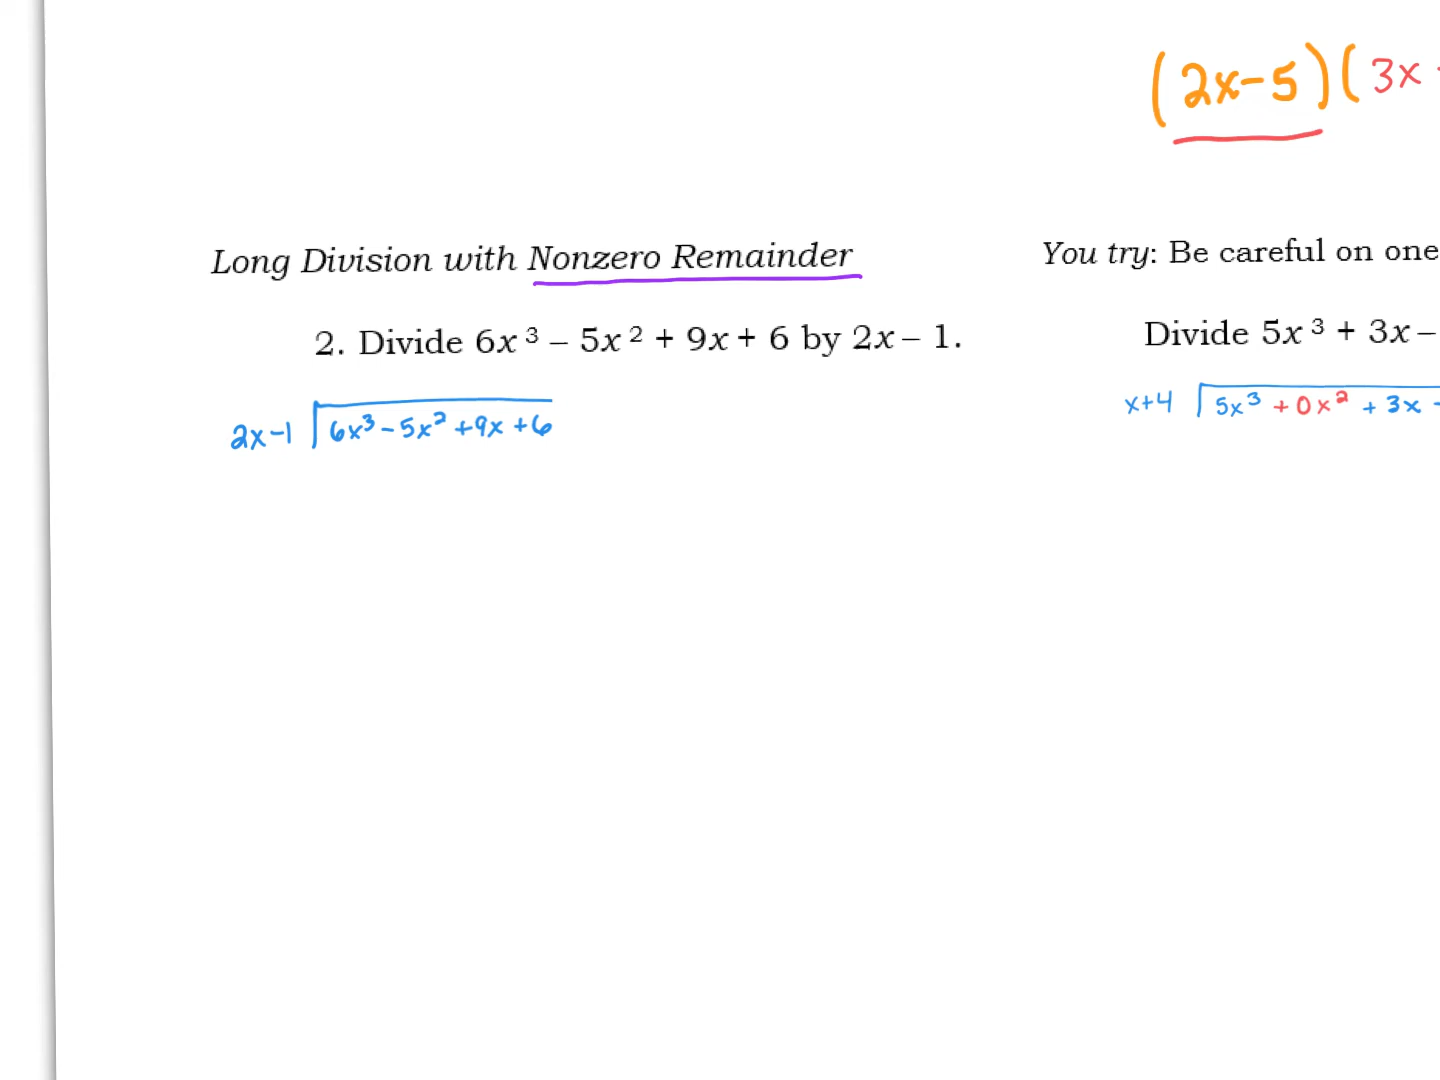 (2x-5)(3x
Long Division with Nonzero Remainder
2. Divide 6x³ – 5x² + 9x + 6 by 2x – 1.
2x-1 6x³-5x²+9x+6
You try: Be careful on one
Divide 5x³ + 3x –
x+4 5x³+0x²+3x-